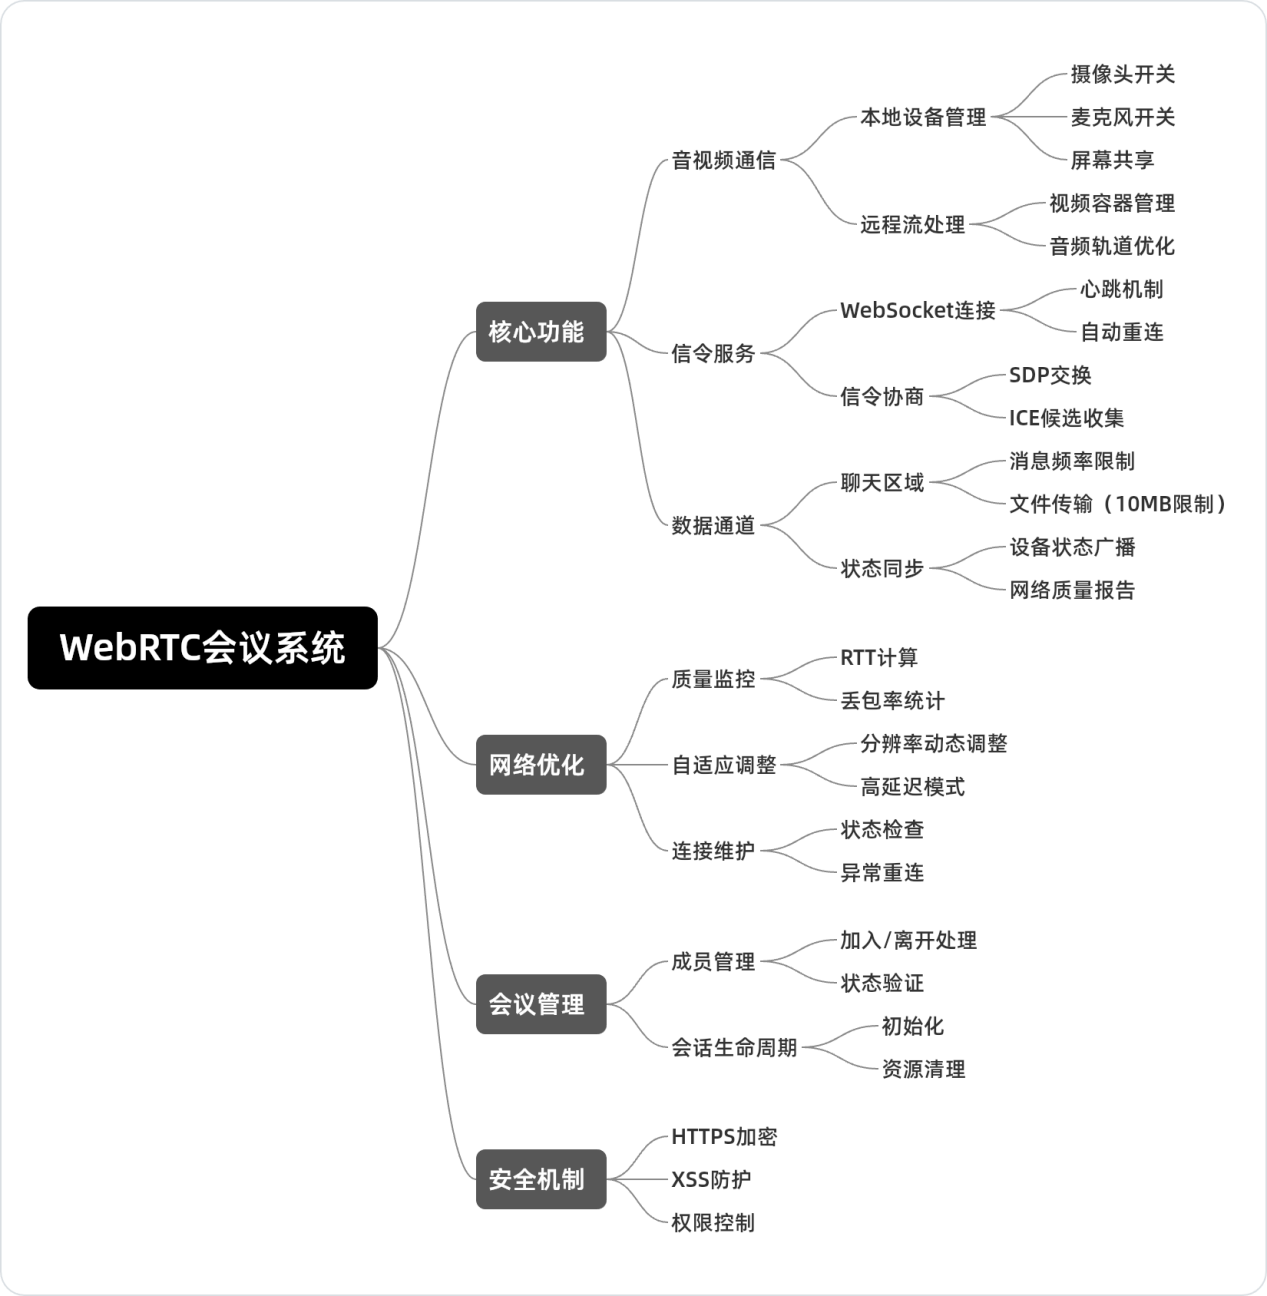 WebRTC会议系统
核心功能
音视频通信
本地设备管理
摄像头开关
麦克风开关
屏幕共享
远程流处理
视频容器管理
音频轨道优化
信令服务
WebSocket连接
心跳机制
自动重连
信令协商
SDP交换
ICE候选收集
数据通道
聊天区域
消息频率限制
文件传输（10MB限制）
状态同步
设备状态广播
网络质量报告
网络优化
质量监控
RTT计算
丢包率统计
自适应调整
分辨率动态调整
高延迟模式
连接维护
状态检查
异常重连
会议管理
成员管理
加入/离开处理
状态验证
会话生命周期
初始化
资源清理
安全机制
HTTPS加密
XSS防护
权限控制